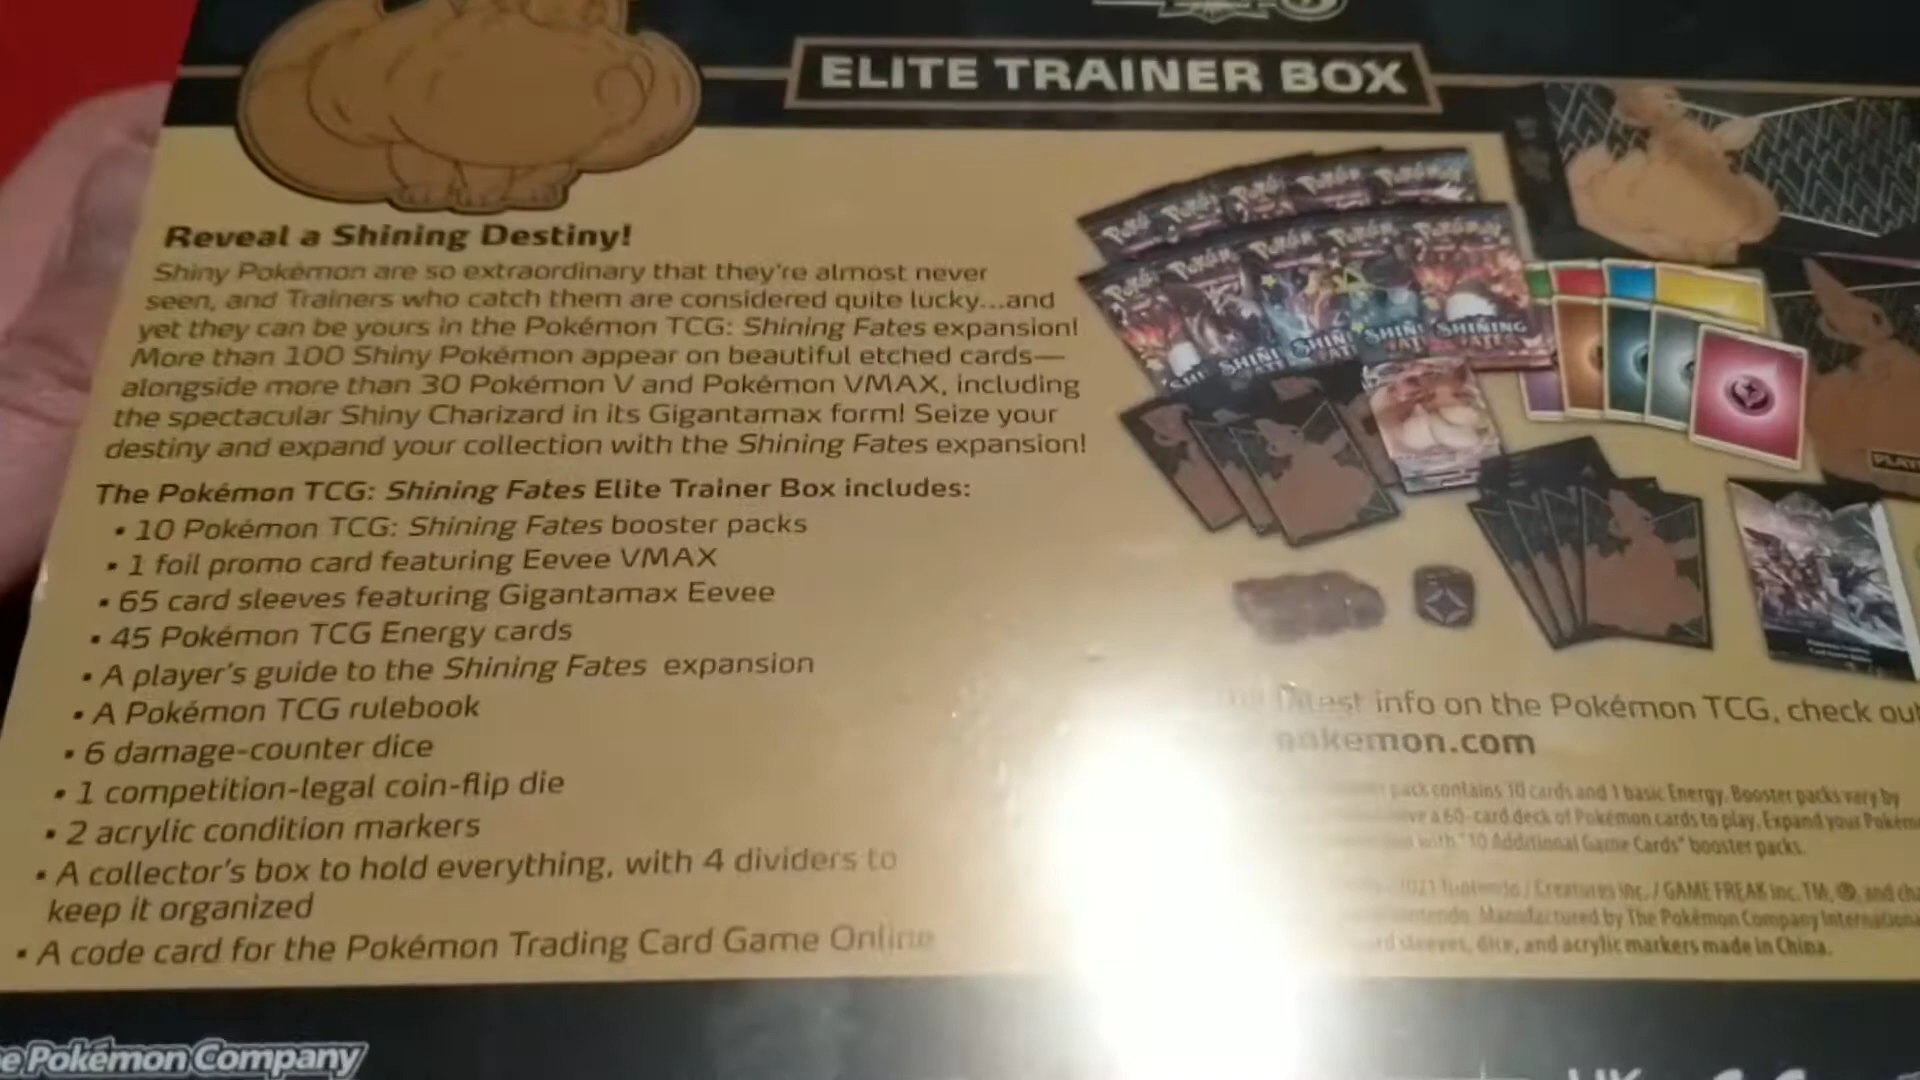 ELITE TRAINER BOX
Reveal a Shining Destiny!
Shiny Pokémon are so extraordinary that they're almost never
seen, and Trainers who catch them are considered quite lucky...and
yet they can be yours in the Pokémon TCG: Shining Fates expansion!
More than 100 Shiny Pokémon appear on beautiful etched cards—
alongside more than 30 Pokémon V and Pokémon VMAX, including
the spectacular Shiny Charizard in its Gigantamax form! Seize your
destiny and expand your collection with the Shining Fates expansion!
The Pokémon TCG: Shining Fates Elite Trainer Box includes:
• 10 Pokémon TCG: Shining Fates booster packs
• 1 foil promo card featuring Eevee VMAX
• 65 card sleeves featuring Gigantamax Eevee
• 45 Pokémon TCG Energy cards
• A player's guide to the Shining Fates expansion
• A Pokémon TCG rulebook
• 6 damage-counter dice
• 1 competition-legal coin-flip die
• 2 acrylic condition markers
• A collector's box to hold everything, with 4 dividers to
keep it organized
• A code card for the Pokémon Trading Card Game Online
Pokémon
SHINING
FATES
latest info on the Pokémon TCG, check out
pokemon.com
pack contains 10 cards and 1 basic Energy. Booster packs vary by
a 60-card deck of Pokémon cards to play. Expand your
with "10 Additional Game Cards" booster packs.
2021 Nintendo / Creatures Inc. / GAME FREAK inc. TM, ®, and
Nintendo. Manufactured by The Pokémon Company
sleeves, dice, and acrylic markers made in China.
Pokémon Company